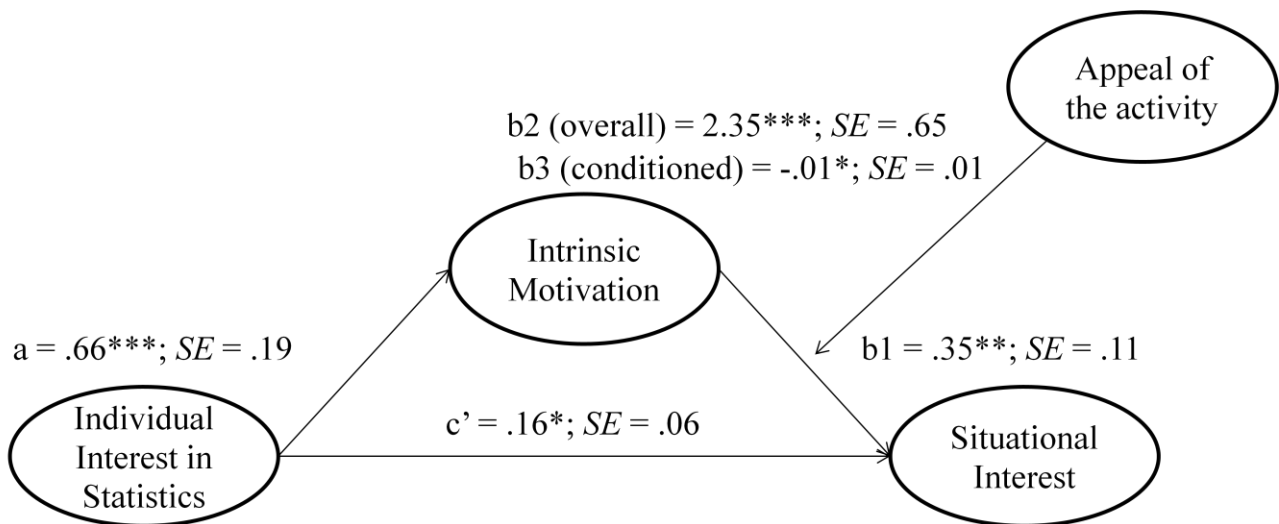 Appeal of
the activity
b2 (overall) = 2.35***; SE = .65
b3 (conditioned) = -.01*; SE = .01
Intrinsic
Motivation
a = .66***; SE = .19
b1 = .35**; SE = .11
Individual
Interest in
Statistics
c’ = .16*; SE = .06
Situational
Interest